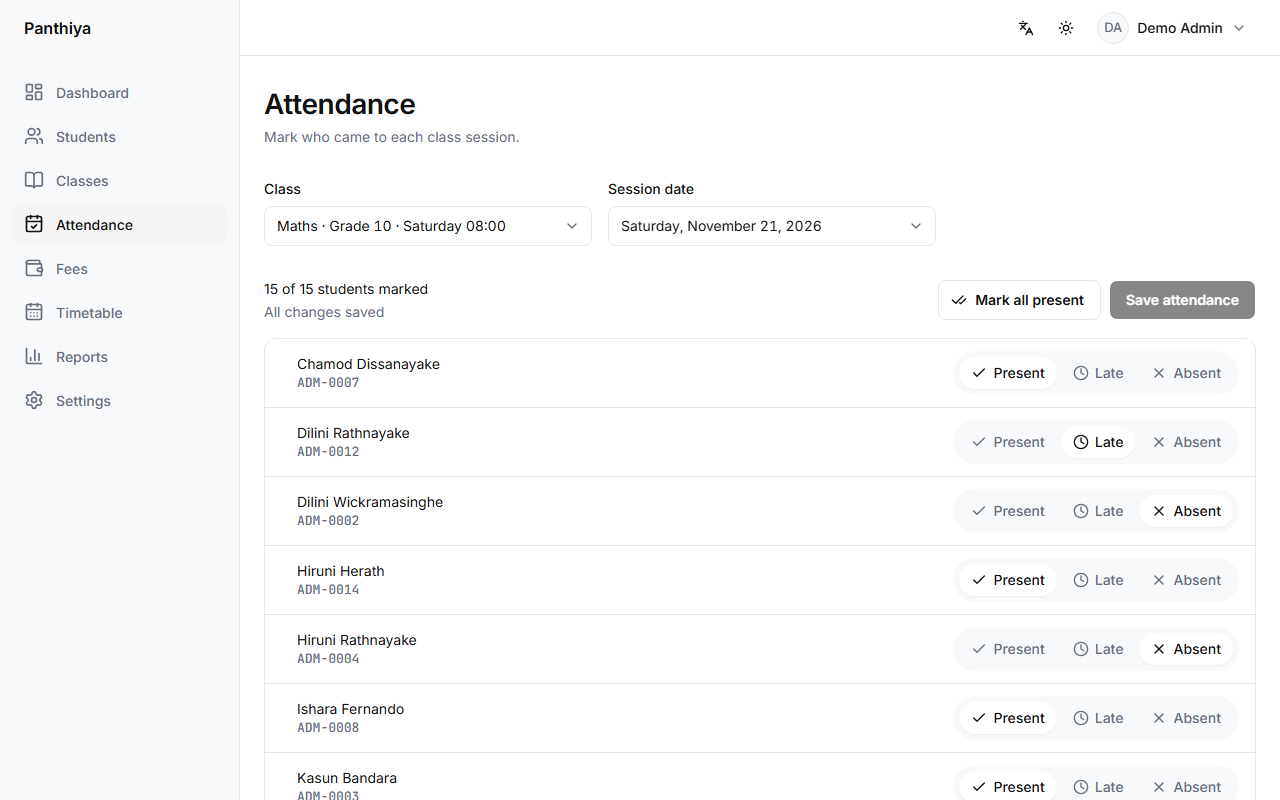 Panthiya
DA Demo Admin
Dashboard
Students
Classes
Attendance
Fees
Timetable
Reports
Settings
Attendance
Mark who came to each class session.
Class
Maths · Grade 10 · Saturday 08:00
Session date
Saturday, November 21, 2026
15 of 15 students marked
All changes saved
Mark all present
Save attendance
Chamod Dissanayake
ADM-0007
Present Late Absent
Dilini Rathnayake
ADM-0012
Present Late Absent
Dilini Wickramasinghe
ADM-0002
Present Late Absent
Hiruni Herath
ADM-0014
Present Late Absent
Hiruni Rathnayake
ADM-0004
Present Late Absent
Ishara Fernando
ADM-0008
Present Late Absent
Kasun Bandara
ADM-0003
Present Late Absent